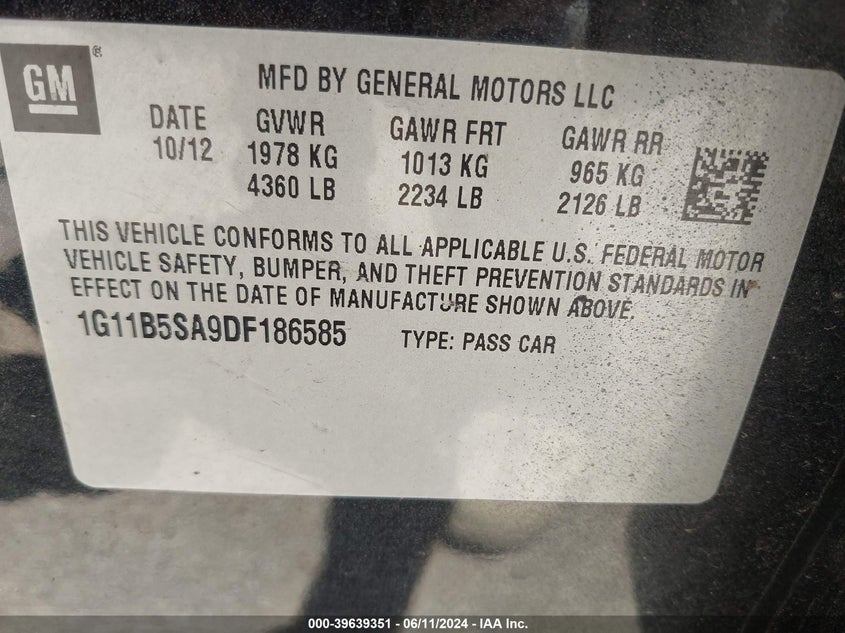 GM®
MFD BY GENERAL MOTORS LLC
DATE GVWR GAWR FRT GAWR RR
10/12 1978 KG 1013 KG 965 KG
4360 LB 2234 LB 2126 LB
THIS VEHICLE CONFORMS TO ALL APPLICABLE U.S. FEDERAL MOTOR
VEHICLE SAFETY, BUMPER, AND THEFT PREVENTION STANDARDS IN
EFFECT ON THE DATE OF MANUFACTURE SHOWN ABOVE.
1G11B5SA9DF186585 TYPE: PASS CAR
000-39639351 - 06/11/2024 - IAA Inc.